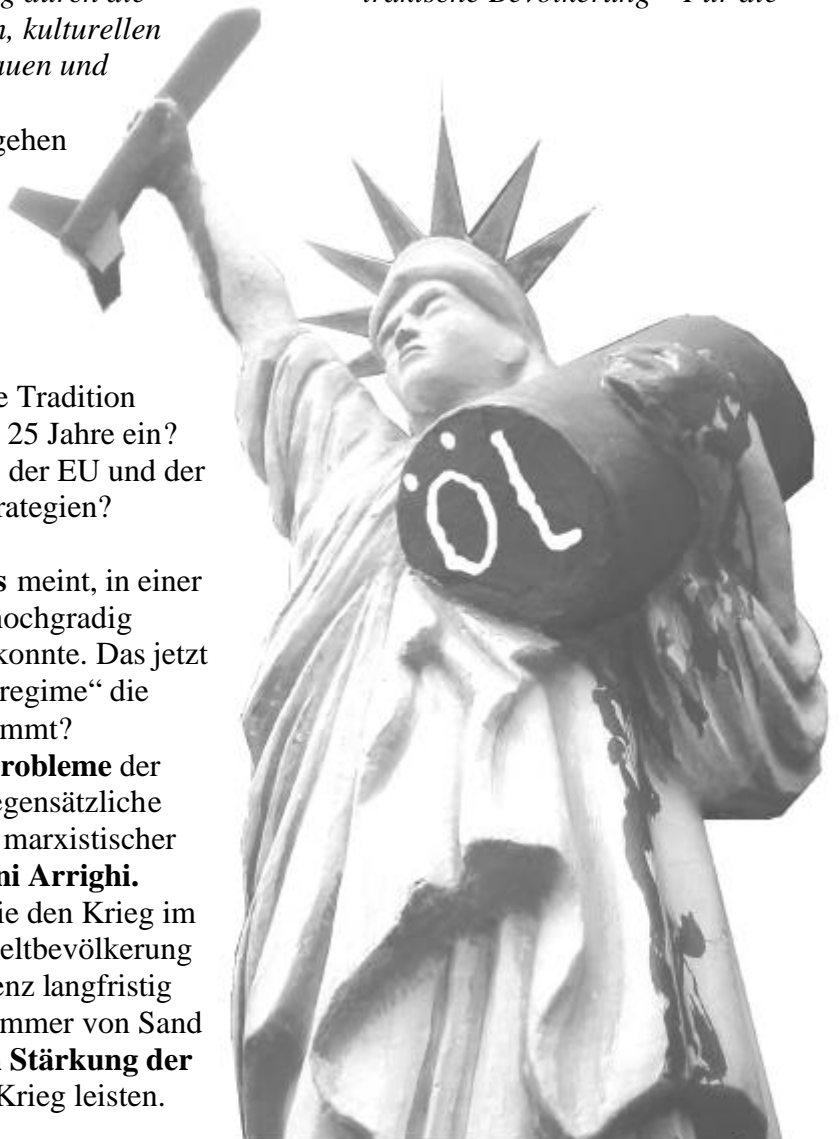 durch die
trakische Bevölkerung
Für die
kulturellen
auen und
gehen
e Tradition
25 Jahre ein?
der EU und der
rategien?
s meint, in einer
hochgradig
konnte. Das jetzt
regime“ die
mmt?
robleme der
egensätzliche
marxistischer
ni Arrighi.
ie den Krieg im
eltbevölkerung
enz langfristig
mmer von Sand
Stärkung der
Krieg leisten.
öl